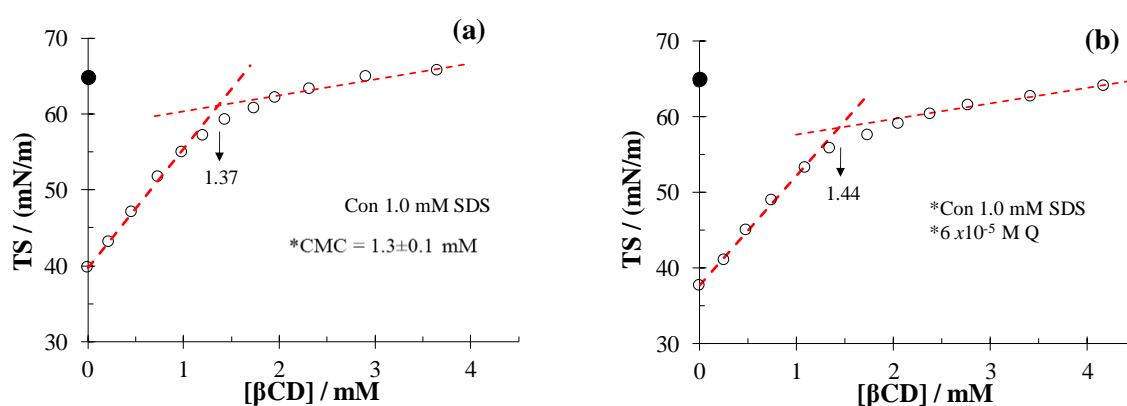 (a)
70
60
50
40
30
TS / (mN/m)
1.37
Con 1.0 mM SDS
*CMC = 1.3±0.1 mM
0 1 2 3 4
[βCD] / mM
(b)
70
60
50
40
30
TS / (mN/m)
1.44
*Con 1.0 mM SDS
*6 x10⁻⁵ M Q
0 1 2 3 4
[βCD] / mM